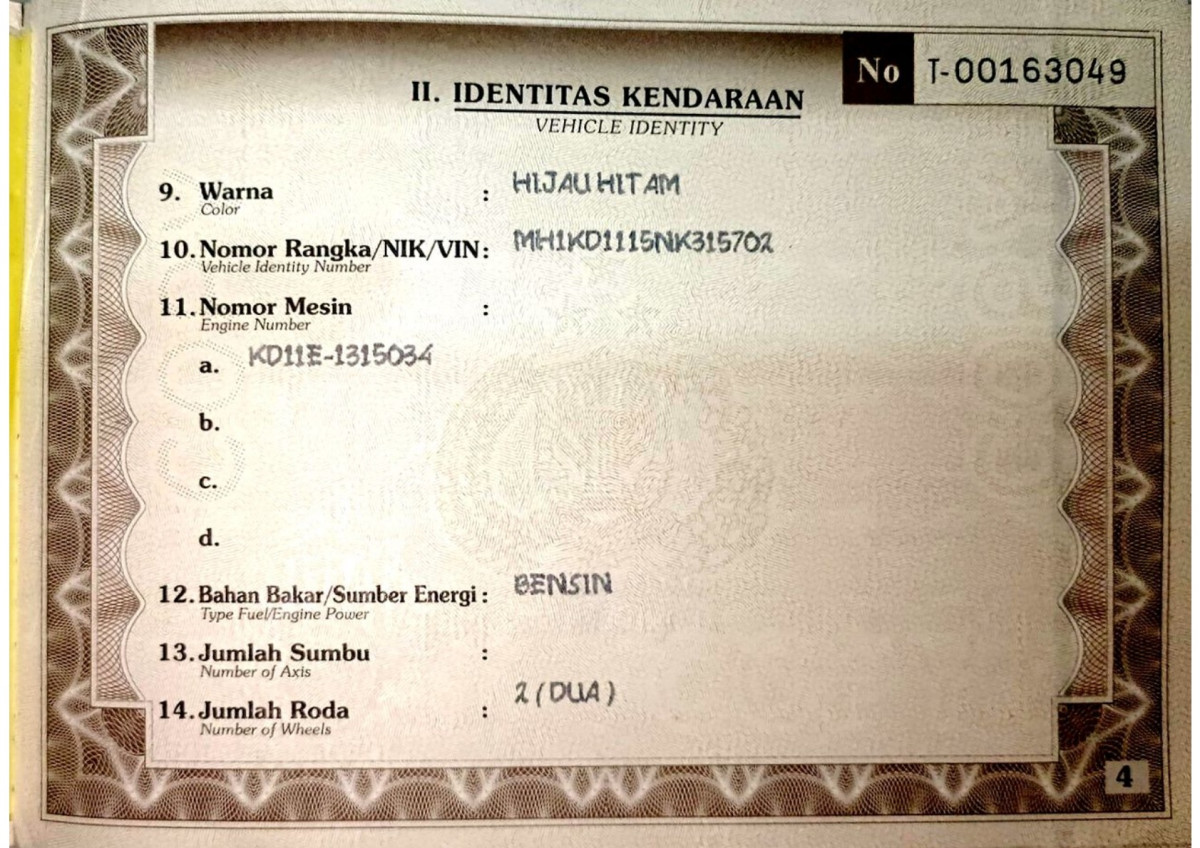 No T-00163049
II. IDENTITAS KENDARAAN
VEHICLE IDENTITY
9. Warna : HIJAU HITAM
Color
10. Nomor Rangka/NIK/VIN : MH1KD1115NK315702
Vehicle Identity Number
11. Nomor Mesin :
Engine Number
a. KD11E-1315034
b.
c.
d.
12. Bahan Bakar/Sumber Energi : BENSIN
Type Fuel/Engine Power
13. Jumlah Sumbu :
Number of Axis
14. Jumlah Roda : 2 ( DUA )
Number of Wheels
4